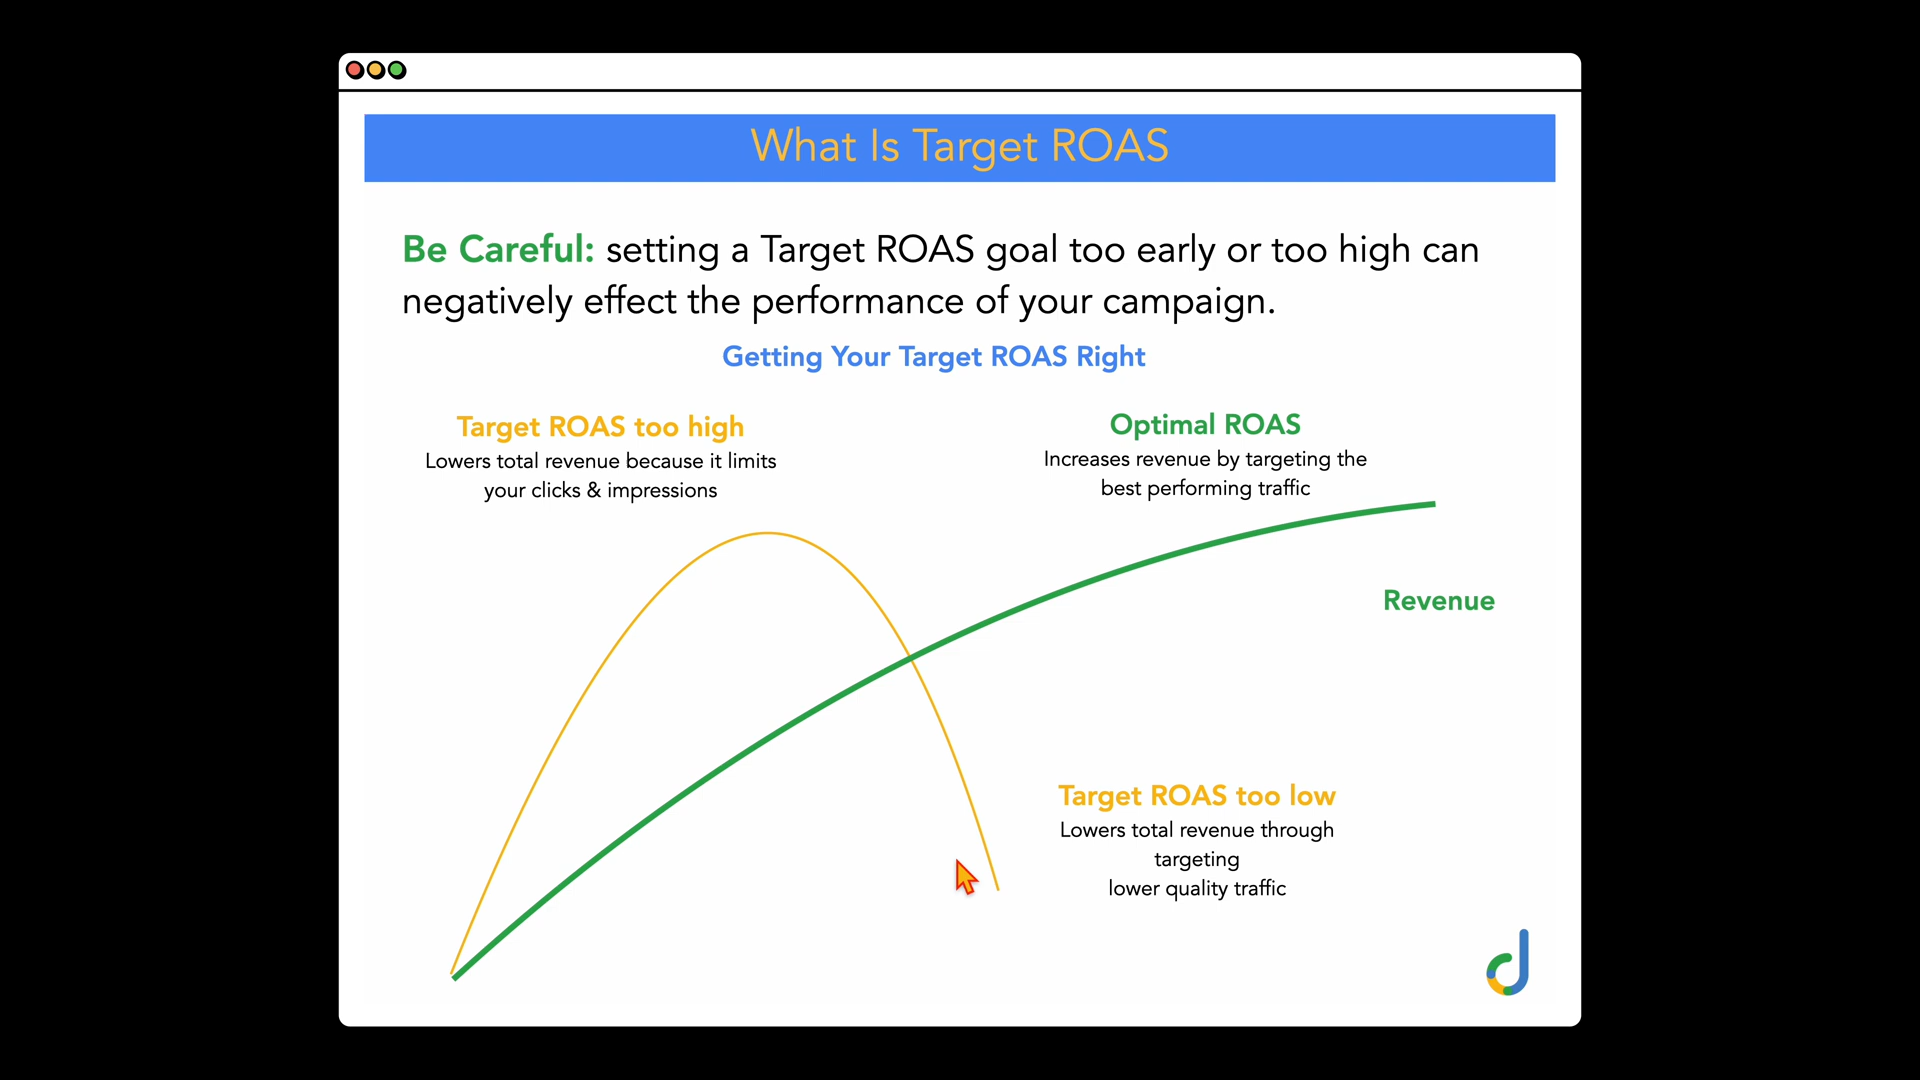 What Is Target ROAS
Be Careful: setting a Target ROAS goal too early or too high can
negatively effect the performance of your campaign.
Getting Your Target ROAS Right
Target ROAS too high
Lowers total revenue because it limits
your clicks & impressions
Optimal ROAS
Increases revenue by targeting the
best performing traffic
Revenue
Target ROAS too low
Lowers total revenue through
targeting
lower quality traffic